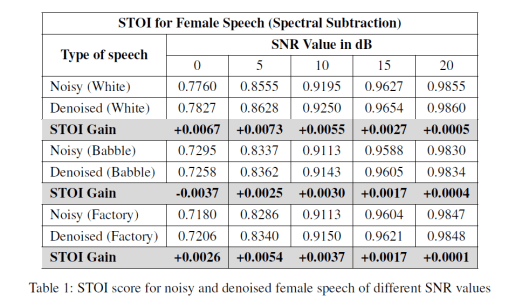 STOI for Female Speech (Spectral Subtraction)
Type of speech SNR Value in dB
0 5 10 15 20
Noisy (White) 0.7760 0.8555 0.9195 0.9627 0.9855
Denoised (White) 0.7827 0.8628 0.9250 0.9654 0.9860
STOI Gain +0.0067 +0.0073 +0.0055 +0.0027 +0.0005
Noisy (Babble) 0.7295 0.8337 0.9113 0.9588 0.9830
Denoised (Babble) 0.7258 0.8362 0.9143 0.9605 0.9834
STOI Gain -0.0037 +0.0025 +0.0030 +0.0017 +0.0004
Noisy (Factory) 0.7180 0.8286 0.9113 0.9604 0.9847
Denoised (Factory) 0.7206 0.8340 0.9150 0.9621 0.9848
STOI Gain +0.0026 +0.0054 +0.0037 +0.0017 +0.0001
Table 1: STOI score for noisy and denoised female speech of different SNR values